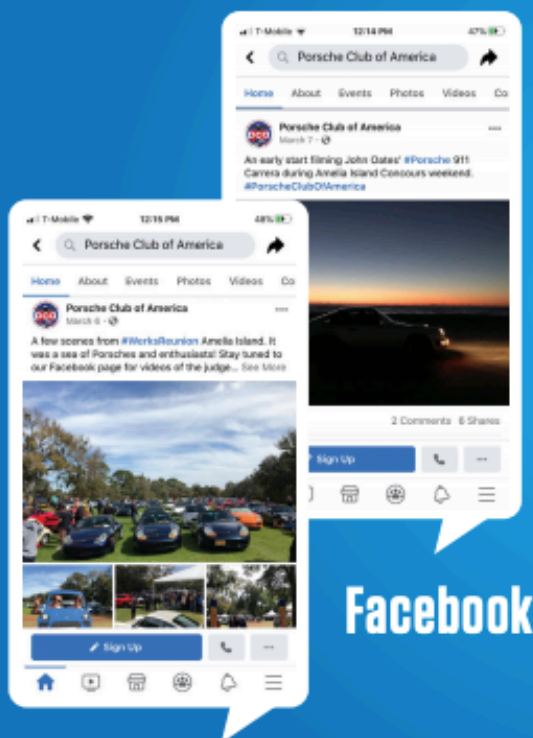 T-Mobile 12:14 PM 47%
Porsche Club of America
Home About Events Photos Videos Co
PCA
Porsche Club of America
March 7 ·
An early start filming John Oates' #Porsche 911
Carrera during Amelia Island Concours weekend.
#PorscheClubOfAmerica
2 Comments 6 Shares
Sign Up
T-Mobile 12:15 PM 48%
Porsche Club of America
Home About Events Photos Videos Co
PCA
Porsche Club of America
March 6 ·
A few scenes from #WerksReunion Amelia Island. It
was a sea of Porsches and enthusiasts! Stay tuned to
our Facebook page for videos of the judge... See More
Sign Up
Facebook